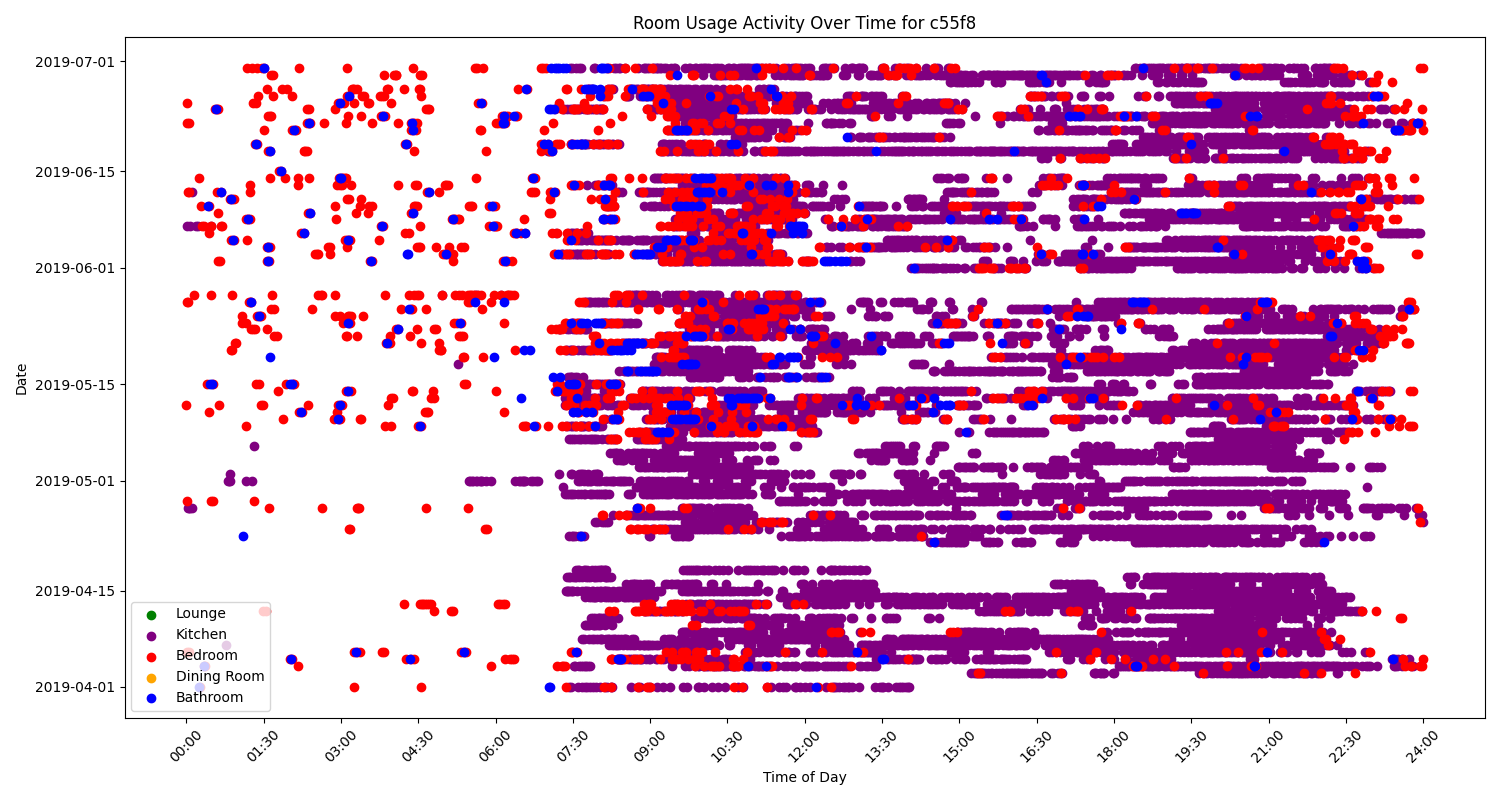 Room Usage Activity Over Time for c55f8
Date
2019-07-01
2019-06-15
2019-06-01
2019-05-15
2019-05-01
2019-04-15
2019-04-01
Lounge
Kitchen
Bedroom
Dining Room
Bathroom
00:00 01:30 03:00 04:30 06:00 07:30 09:00 10:30 12:00 13:30 15:00 16:30 18:00 19:30 21:00 22:30 24:00
Time of Day